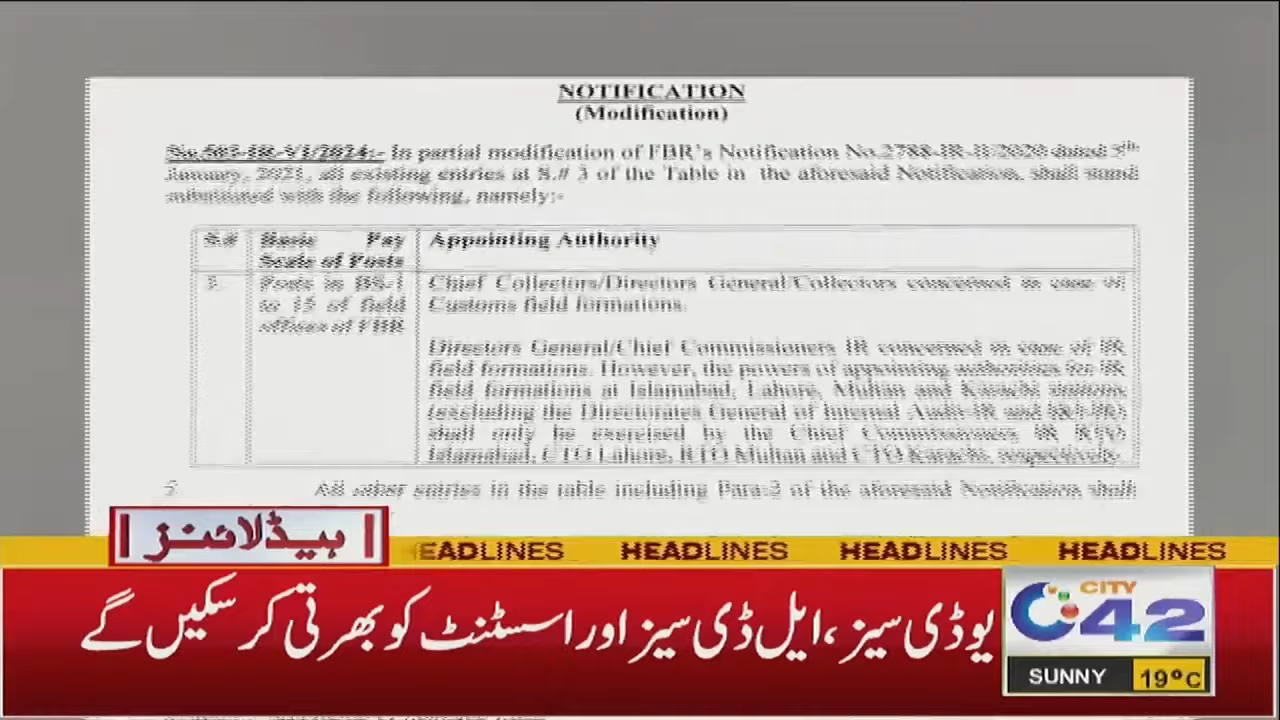 NOTIFICATION
(Modification)
No.503-IR-VI/2024:- In partial modification of FBR's Notification No.2788-IR-II/2020 dated 5th
January, 2021, all existing entries at S.# 3 of the Table in the aforesaid Notification, shall stand
substituted with the following, namely:-
S.# Basic Pay Appointing Authority
Scale of Posts
3. Posts in BS-1 Chief Collectors/Directors General/Collectors concerned in case of
to 15 of field Customs field formations.
offices of FBR
Directors General/Chief Commissioners IR concerned in case of IR
field formations. However, the powers of appointing authorities for IR
field formations at Islamabad, Lahore, Multan and Karachi stations
(excluding the Directorates General of Internal Audit-IR and
shall only be exercised by the Chief Commissioners IR RTO
Islamabad, CTO Lahore, RTO Multan and CTO Karachi, respectively.
All other entries in the table including Para-2 of the aforesaid Notification shall
ہیڈلائنز
EADLINES HEADLINES HEADLINES HEADLINES
یوڈی سیز، ایل ڈی سیز اور اسسٹنٹ کو بھرتی کر سکیں گے
CITY
42
SUNNY 19°C